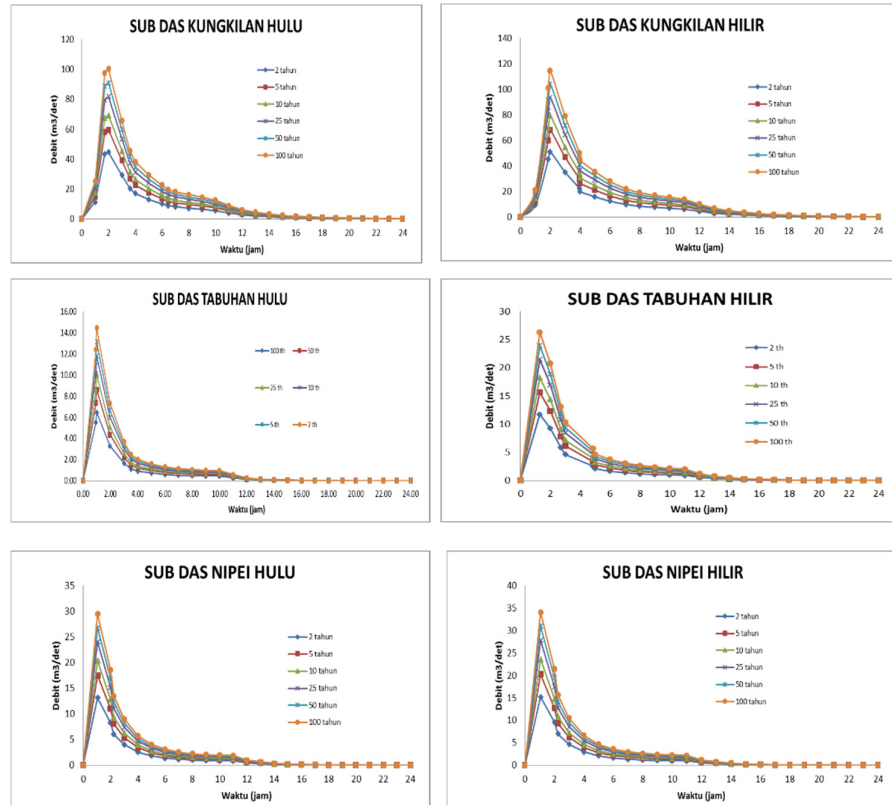 SUB DAS KUNGKILAN HULU
120
100
80
60
40
20
0
Debit (m3/det)
2 tahun
5 tahun
10 tahun
25 tahun
50 tahun
100 tahun
0 2 4 6 8 10 12 14 16 18 20 22 24
Waktu (jam)
SUB DAS KUNGKILAN HILIR
140
120
100
80
60
40
20
0
Debit (m3/det)
2 tahun
5 tahun
10 tahun
25 tahun
50 tahun
100 tahun
0 2 4 6 8 10 12 14 16 18 20 22 24
Waktu (jam)
SUB DAS TABUHAN HULU
16.00
14.00
12.00
10.00
8.00
6.00
4.00
2.00
0.00
Debit (m3/det)
100 th 50 th
25 th 10 th
5 th 2 th
0.00 2.00 4.00 6.00 8.00 10.00 12.00 14.00 16.00 18.00 20.00 22.00 24.00
Waktu (jam)
SUB DAS TABUHAN HILIR
30
25
20
15
10
5
0
Debit (m3/det)
2 th
5 th
10 th
25 th
50 th
100 th
0 2 4 6 8 10 12 14 16 18 20 22 24
Waktu (jam)
SUB DAS NIPEI HULU
35
30
25
20
15
10
5
0
Debit (m3/det)
2 tahun
5 tahun
10 tahun
25 tahun
50 tahun
100 tahun
0 2 4 6 8 10 12 14 16 18 20 22 24
Waktu (jam)
SUB DAS NIPEI HILIR
40
35
30
25
20
15
10
5
0
Debit (m3/det)
2 tahun
5 tahun
10 tahun
25 tahun
50 tahun
100 tahun
0 2 4 6 8 10 12 14 16 18 20 22 24
Waktu (jam)